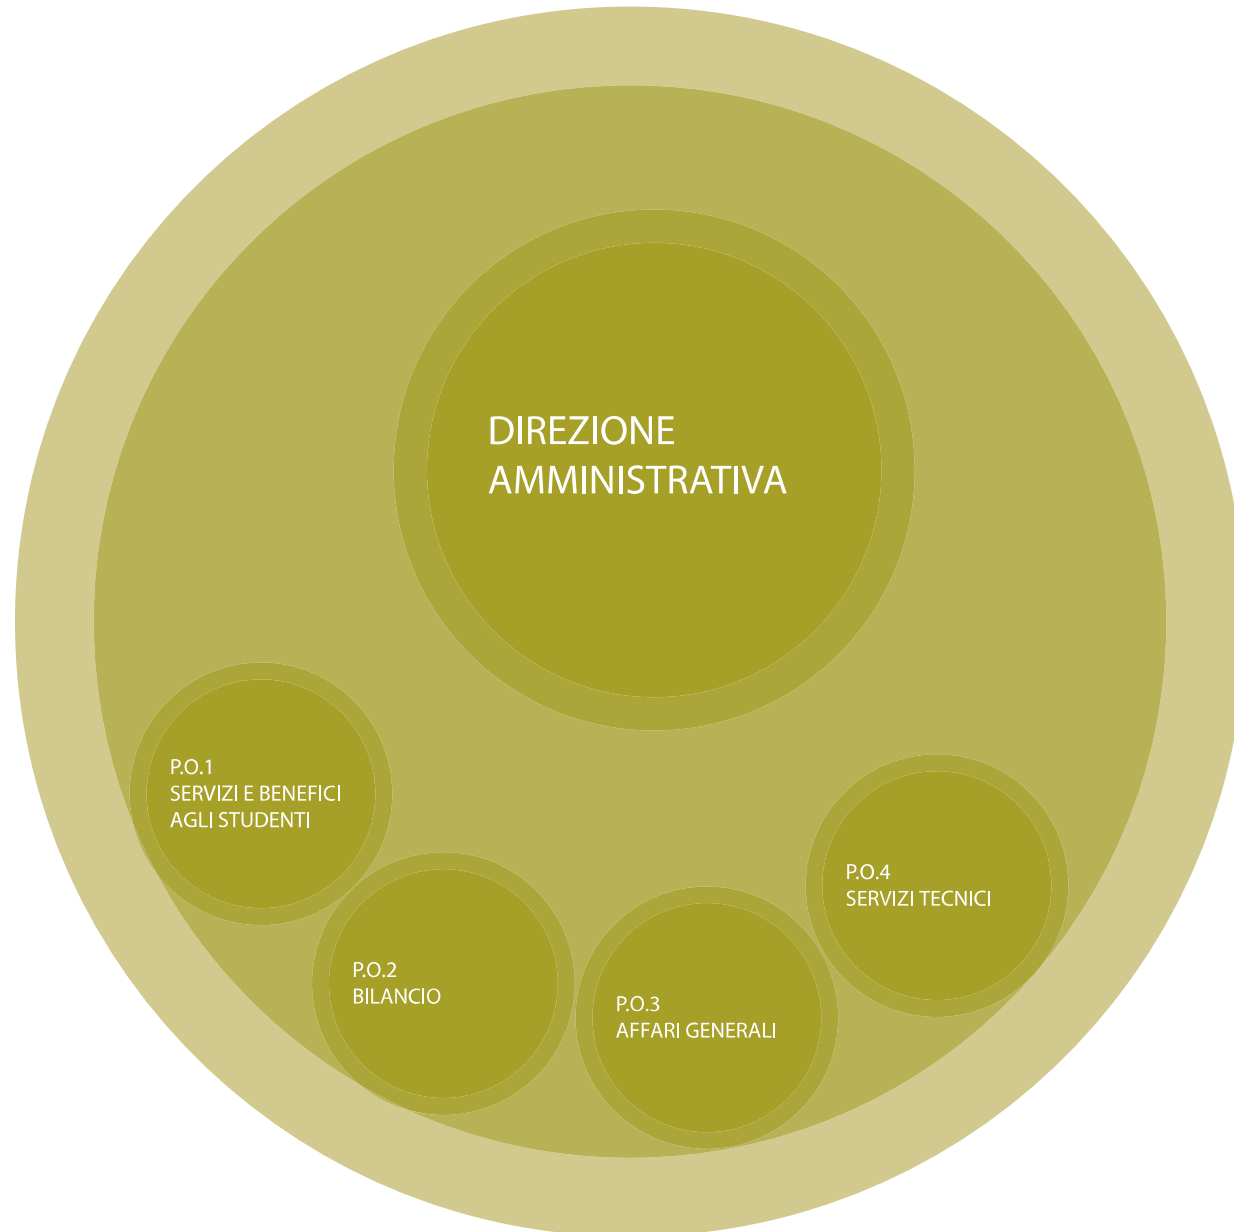 DIREZIONE
AMMINISTRATIVA
P.O.1
SERVIZI E BENEFICI
AGLI STUDENTI
P.O.2
BILANCIO
P.O.3
AFFARI GENERALI
P.O.4
SERVIZI TECNICI